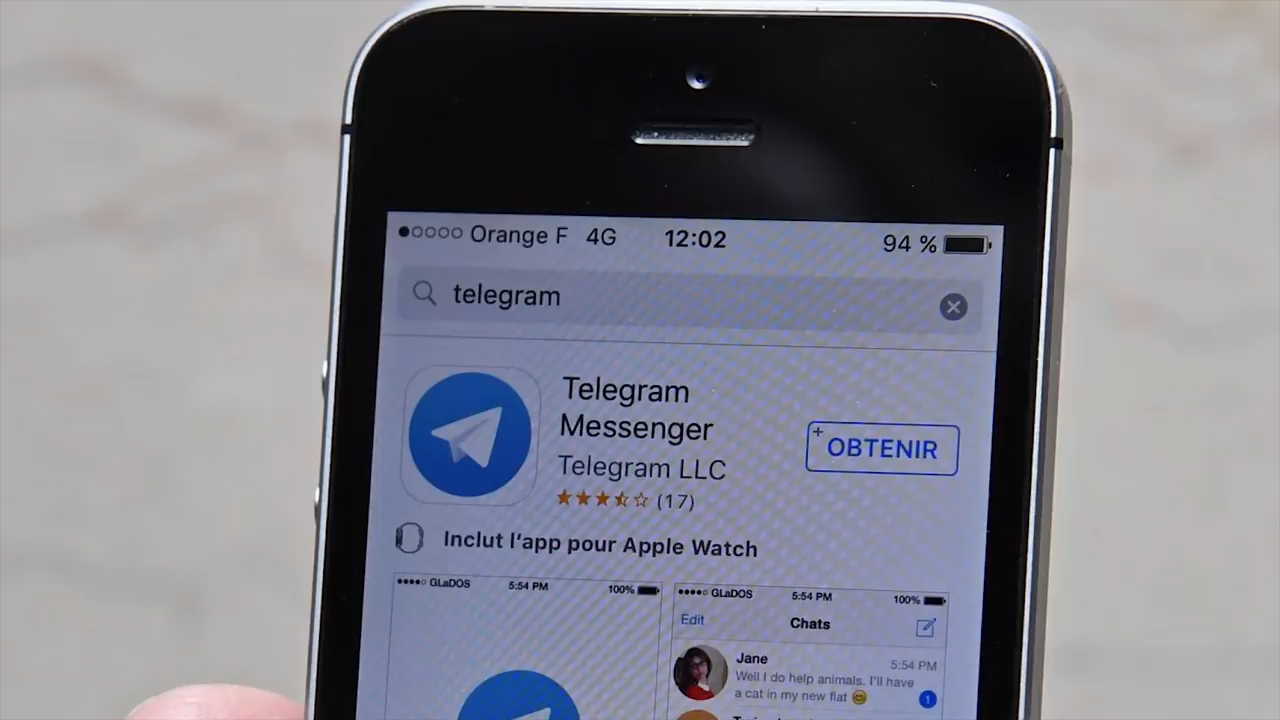 Orange F 4G 12:02 94 %
telegram
Telegram
Messenger
Telegram LLC
(17)
+ OBTENIR
Inclut l'app pour Apple Watch
GLaDOS 5:54 PM 100%
GLaDOS 5:54 PM 100%
Edit Chats
Jane 5:54 PM
Well I do help animals. I'll have
a cat in my new flat 😊 1